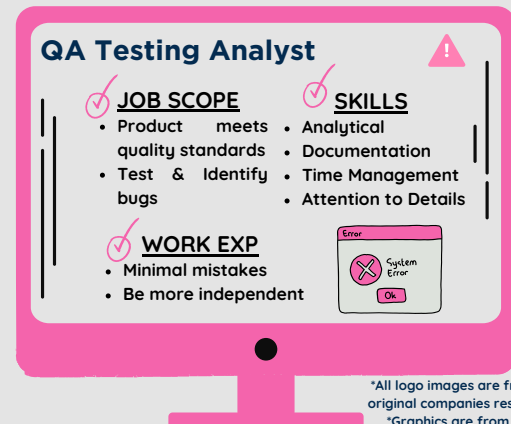 QA Testing Analyst
JOB SCOPE
• Product meets
quality standards
• Test & Identify
bugs
SKILLS
• Analytical
• Documentation
• Time Management
• Attention to Details
WORK EXP
• Minimal mistakes
• Be more independent
Error
System
Error
Ok
*All logo images are
original companies
*Graphics are from